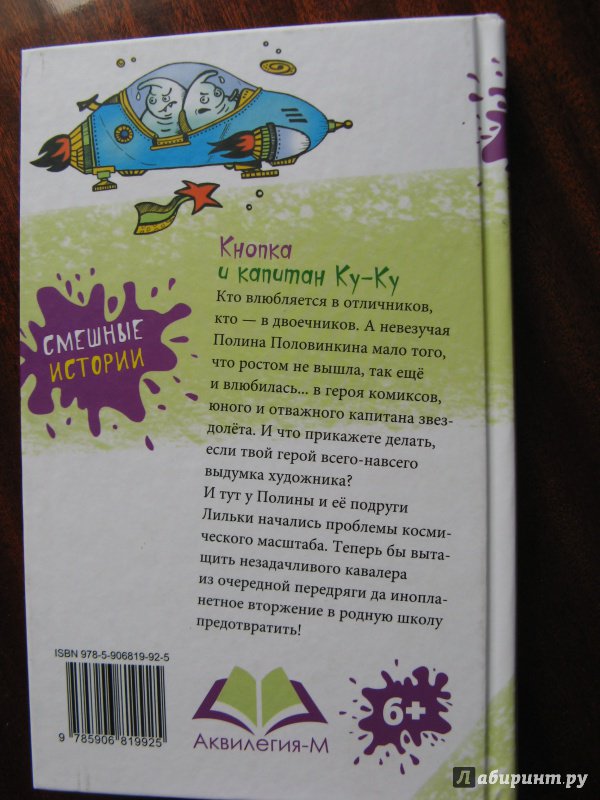 Кнопка
и капитан Ку-Ку
СМЕШНЫЕ
ИСТОРИИ
Кто влюбляется в отличников,
кто — в двоечников. А невезучая
Полина Половинкина мало того,
что ростом не вышла, так ещё
и влюбилась... в героя комиксов,
юного и отважного капитана звез-
долёта. И что прикажете делать,
если твой герой всего-навсего
выдумка художника?
И тут у Полины и её подруги
Лильки начались проблемы косми-
ческого масштаба. Теперь бы выта-
щить незадачливого кавалера
из очередной передряги да инопла-
нетное вторжение в родную школу
предотвратить!
ISBN 978-5-906819-92-5
9 785906 819925
Аквилегия-М
6+
Лабиринт.ру